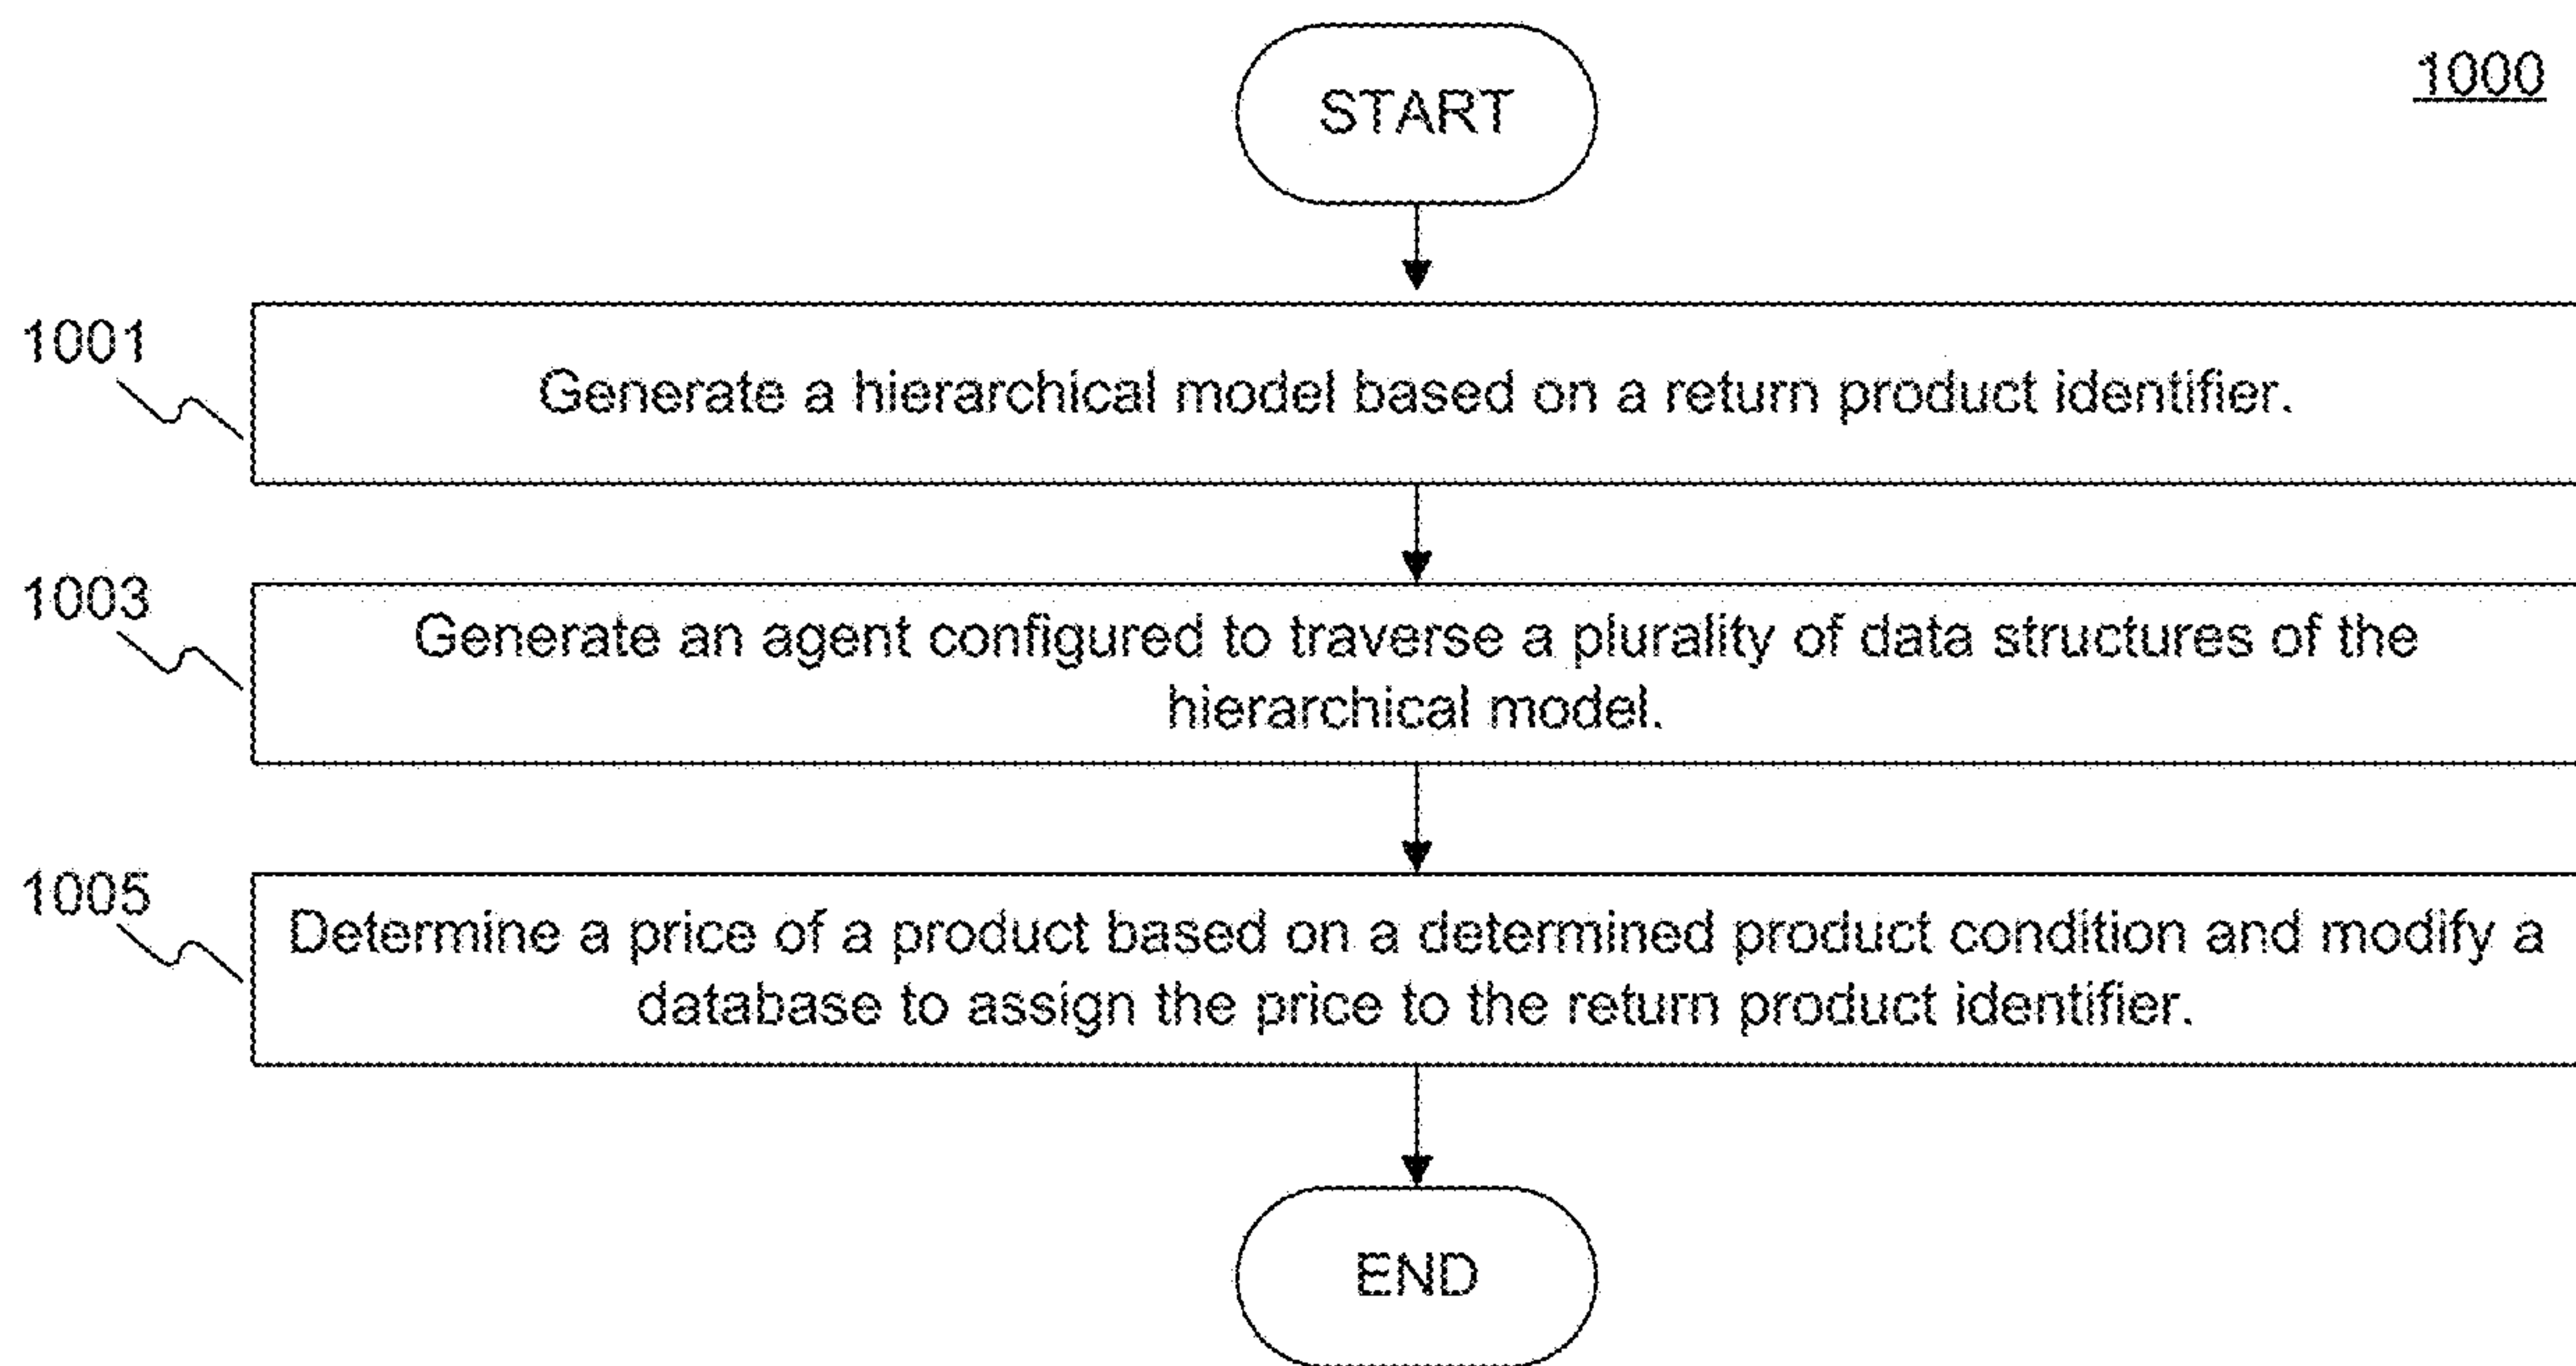 START
1000
1001
Generate a hierarchical model based on a return product identifier.
1003
Generate an agent configured to traverse a plurality of data structures of the
hierarchical model.
1005
Determine a price of a product based on a determined product condition and modify a
database to assign the price to the return product identifier.
END